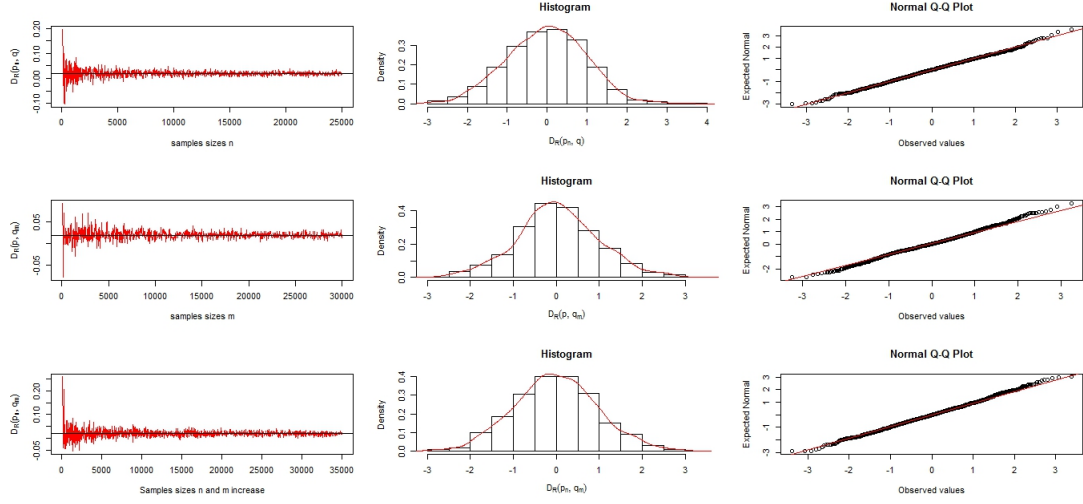 Histogram
Normal Q-Q Plot
D_R(p_n, q)
-0.10 0.00 0.10 0.20
0 5000 10000 15000 20000 25000
samples sizes n
Density
0.0 0.1 0.2 0.3
-3 -2 -1 0 1 2 3 4
D_R(p_n, q)
Expected Normal
-3 -1 1 2 3
-3 -2 -1 0 1 2 3
Observed values
Histogram
Normal Q-Q Plot
D_R(p, q_m)
-0.05 0.05
0 5000 10000 15000 20000 25000 30000
samples sizes m
Density
0.0 0.2 0.4
-3 -2 -1 0 1 2 3
D_R(p, q_m)
Expected Normal
-2 0 1 2 3
-3 -2 -1 0 1 2 3
Observed values
Histogram
Normal Q-Q Plot
D_R(p_n, q_m)
-0.05 0.05 0.10 0.20
0 5000 10000 15000 20000 25000 30000 35000
Samples sizes n and m increase
Density
0.0 0.1 0.2 0.3 0.4
-3 -2 -1 0 1 2 3
D_R(p_n, q_m)
Expected Normal
-3 -1 1 2 3
-3 -2 -1 0 1 2 3
Observed values